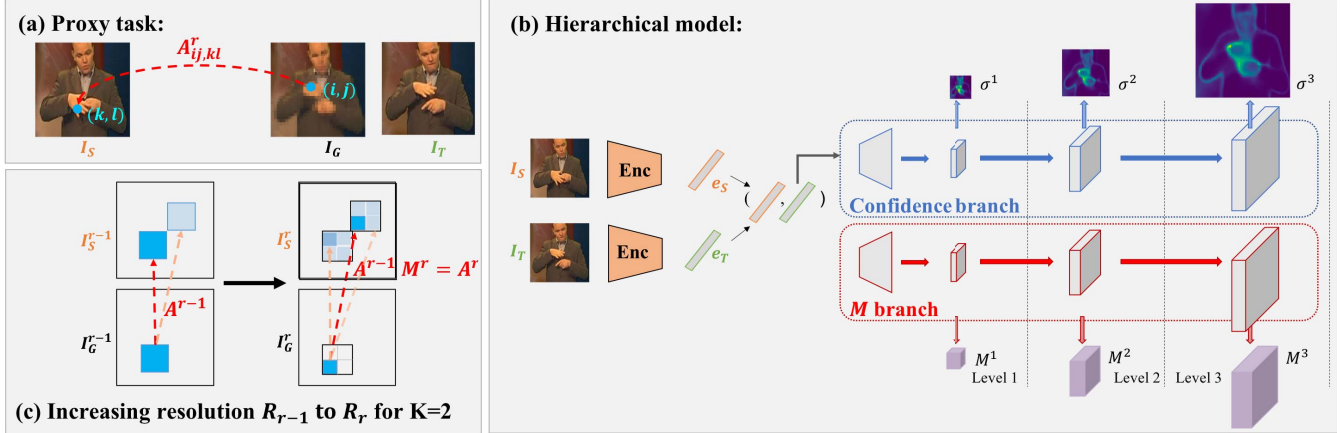 (a) Proxy task:
A^r_{ij,kl}
(k, l)
(i, j)
I_S
I_G
I_T
I_S^{r-1}
I_S^r
A^{r-1}
A^{r-1} M^r = A^r
I_G^{r-1}
I_G^r
(c) Increasing resolution R_{r-1} to R_r for K=2
(b) Hierarchical model:
σ^1
σ^2
σ^3
I_S
Enc
e_S
( , )
I_T
Enc
e_T
Confidence branch
M branch
M^1
M^2
M^3
Level 1
Level 2
Level 3